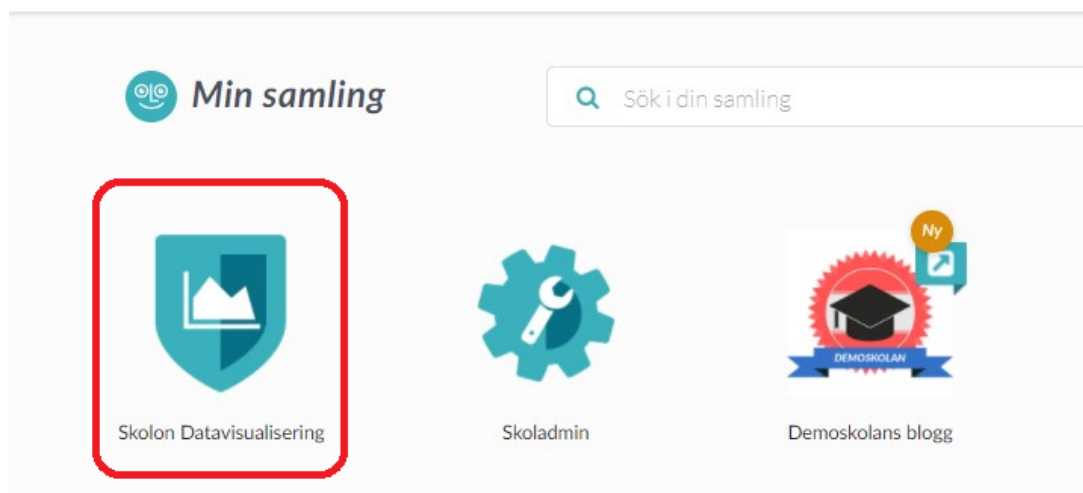 Min samling
Sök i din samling
Ny
DEMOSKOLAN
Skolon Datavisualisering
Skoladmin
Demoskolans blogg